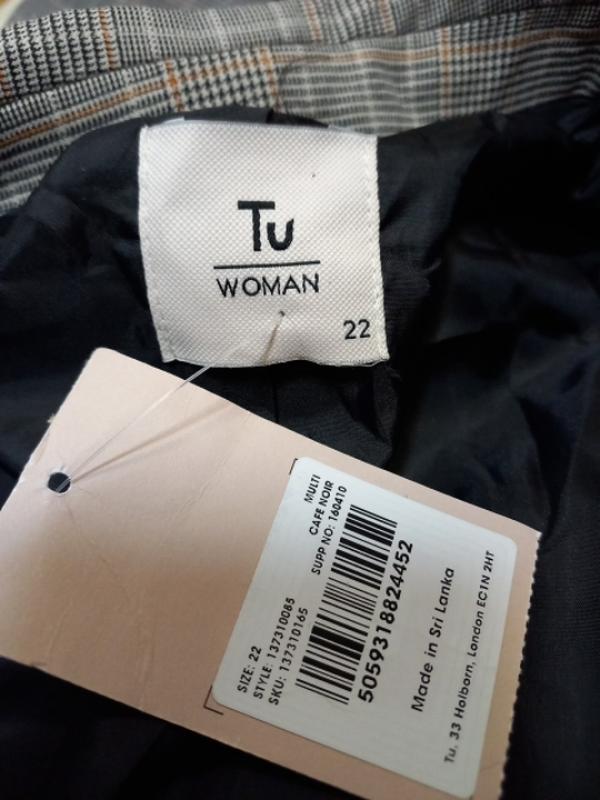 Tu
WOMAN
22
MULTI
CAFE NOIR
SUPP NO: 160410
SIZE: 22
STYLE: 137310085
SKU: 137310165
5059318824452
Made in Sri Lanka
Tu. 33 Holborn, London EC1N 2HT